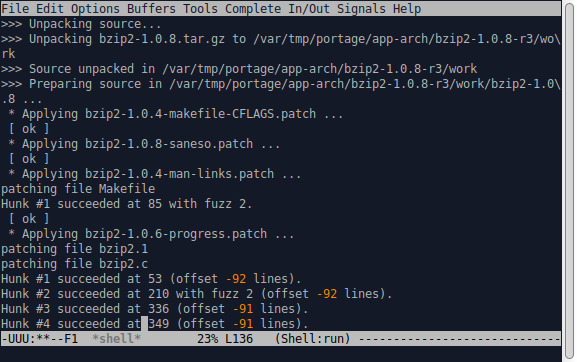 File Edit Options Buffers Tools Complete In/Out Signals Help
>>> Unpacking source...
>>> Unpacking bzip2-1.0.8.tar.gz to /var/tmp/portage/app-arch/bzip2-1.0.8-r3/wo\
rk
>>> Source unpacked in /var/tmp/portage/app-arch/bzip2-1.0.8-r3/work
>>> Preparing source in /var/tmp/portage/app-arch/bzip2-1.0.8-r3/work/bzip2-1.0\
.8 ...
 * Applying bzip2-1.0.4-makefile-CFLAGS.patch ...
 [ ok ]
 * Applying bzip2-1.0.8-saneso.patch ...
 [ ok ]
 * Applying bzip2-1.0.4-man-links.patch ...
patching file Makefile
Hunk #1 succeeded at 85 with fuzz 2.
 [ ok ]
 * Applying bzip2-1.0.6-progress.patch ...
patching file bzip2.1
patching file bzip2.c
Hunk #1 succeeded at 53 (offset -92 lines).
Hunk #2 succeeded at 210 with fuzz 2 (offset -92 lines).
Hunk #3 succeeded at 336 (offset -91 lines).
Hunk #4 succeeded at 349 (offset -91 lines).
-UUU:**--F1  *shell*        23% L136   (Shell:run) -----------------------------